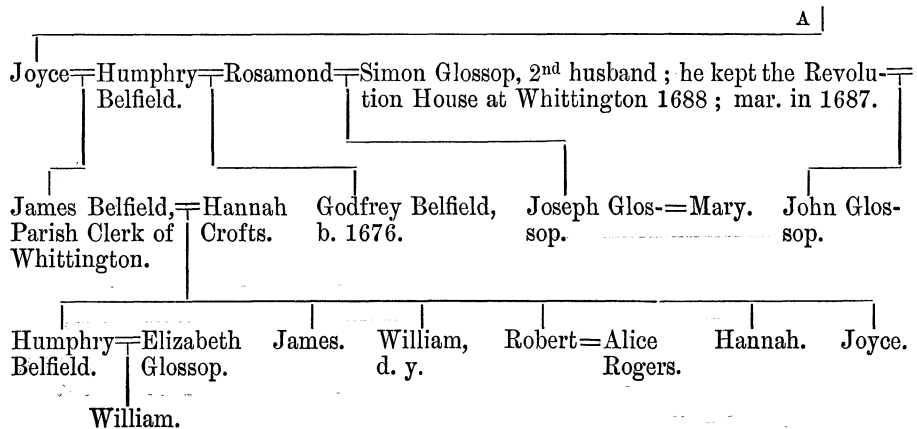 A
Joyce=Humphry=Rosamond=Simon Glossop, 2nd husband ; he kept the Revolu-=
Belfield. tion House at Whittington 1688 ; mar. in 1687.
James Belfield,=Hannah Godfrey Belfield, Joseph Glos-=Mary. John Glos-
Parish Clerk of Crofts. b. 1676. sop. sop.
Whittington.
Humphry=Elizabeth James. William, Robert=Alice Hannah. Joyce.
Belfield. Glossop. d. y. Rogers.
William.